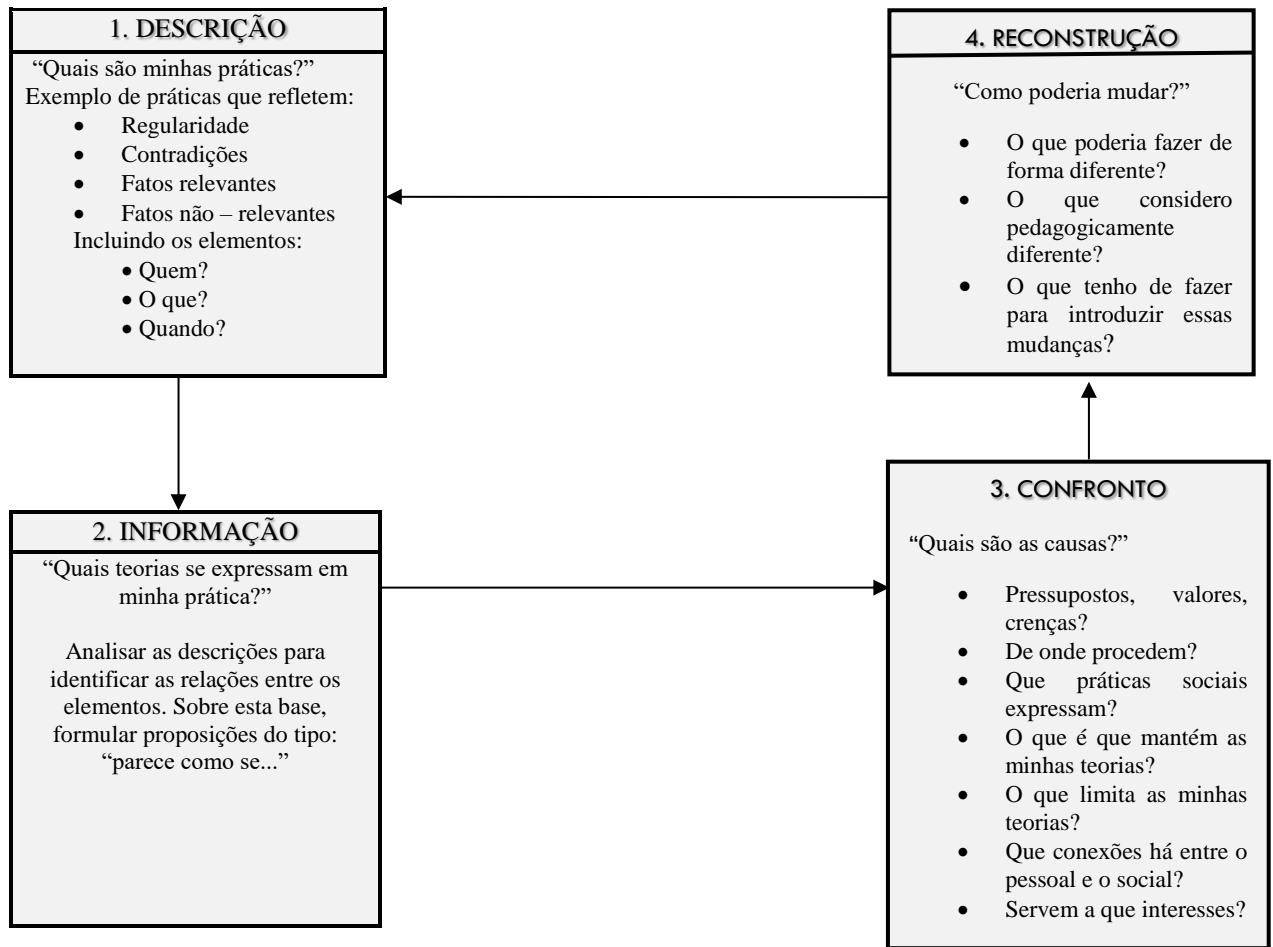 1. DESCRIÇÃO
“Quais são minhas práticas?”
Exemplo de práticas que refletem:
• Regularidade
• Contradições
• Fatos relevantes
• Fatos não – relevantes
Incluindo os elementos:
• Quem?
• O que?
• Quando?
2. INFORMAÇÃO
“Quais teorias se expressam em
minha prática?”
Analisar as descrições para
identificar as relações entre os
elementos. Sobre esta base,
formular proposições do tipo:
“parece como se...”
3. CONFRONTO
“Quais são as causas?”
• Pressupostos, valores,
crenças?
• De onde procedem?
• Que práticas sociais
expressam?
• O que é que mantém as
minhas teorias?
• O que limita as minhas
teorias?
• Que conexões há entre o
pessoal e o social?
• Servem a que interesses?
4. RECONSTRUÇÃO
“Como poderia mudar?”
• O que poderia fazer de
forma diferente?
• O que considero
pedagogicamente
diferente?
• O que tenho de fazer
para introduzir essas
mudanças?